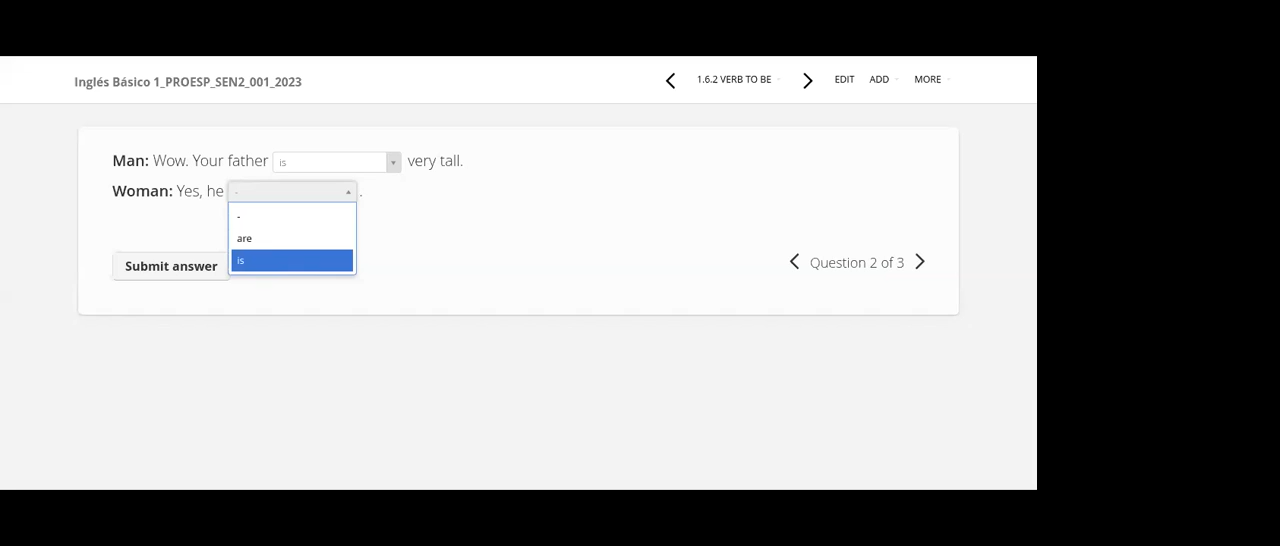 Inglés Básico 1_PROESP_SEN2_001_2023
1.6.2 VERB TO BE
EDIT
ADD
MORE
Man: Wow. Your father is very tall.
Woman: Yes, he - .
-
are
is
Submit answer
Question 2 of 3